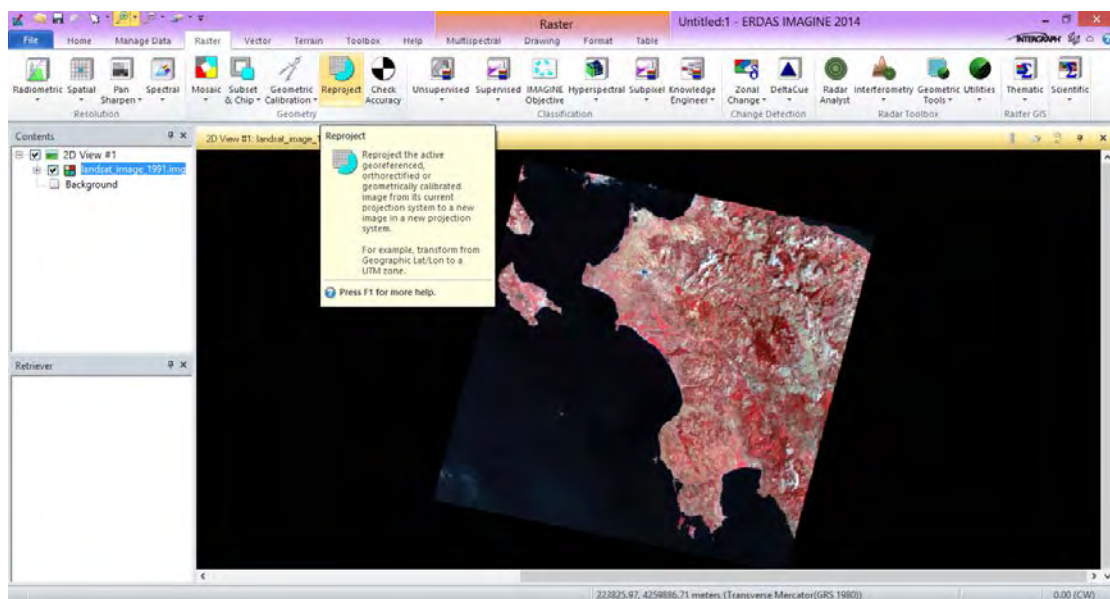 Raster
Untitled:1 - ERDAS IMAGINE 2014
File Home Manage Data Raster Vector Terrain Toolbox Help Multispectral Drawing Format Table
INTERGRAPH
Radiometric Spatial Pan Sharpen Spectral Mosaic Subset & Chip Geometric Calibration Reproject Check Accuracy Unsupervised Supervised IMAGINE Objective Hyperspectral Subpixel Knowledge Engineer Zonal Change DeltaCue Radar Analyst Interferometry Geometric Tools Utilities Thematic Scientific
Resolution Geometry Classification Change Detection Radar Toolbox Raster GIS
Contents
2D View #1
landsat_image_1991.img
Background
Retriever
2D View #1: landsat_image_1
Reproject
Reproject the active
georeferenced,
orthorectified or
geometrically calibrated
image from its current
projection system to a new
image in a new projection
system.
For example, transform from
Geographic Lat/Lon to a
UTM zone.
Press F1 for more help.
223825.97, 4259886.71 meters (Transverse Mercator(GRS 1980)) 0.00 (CW)